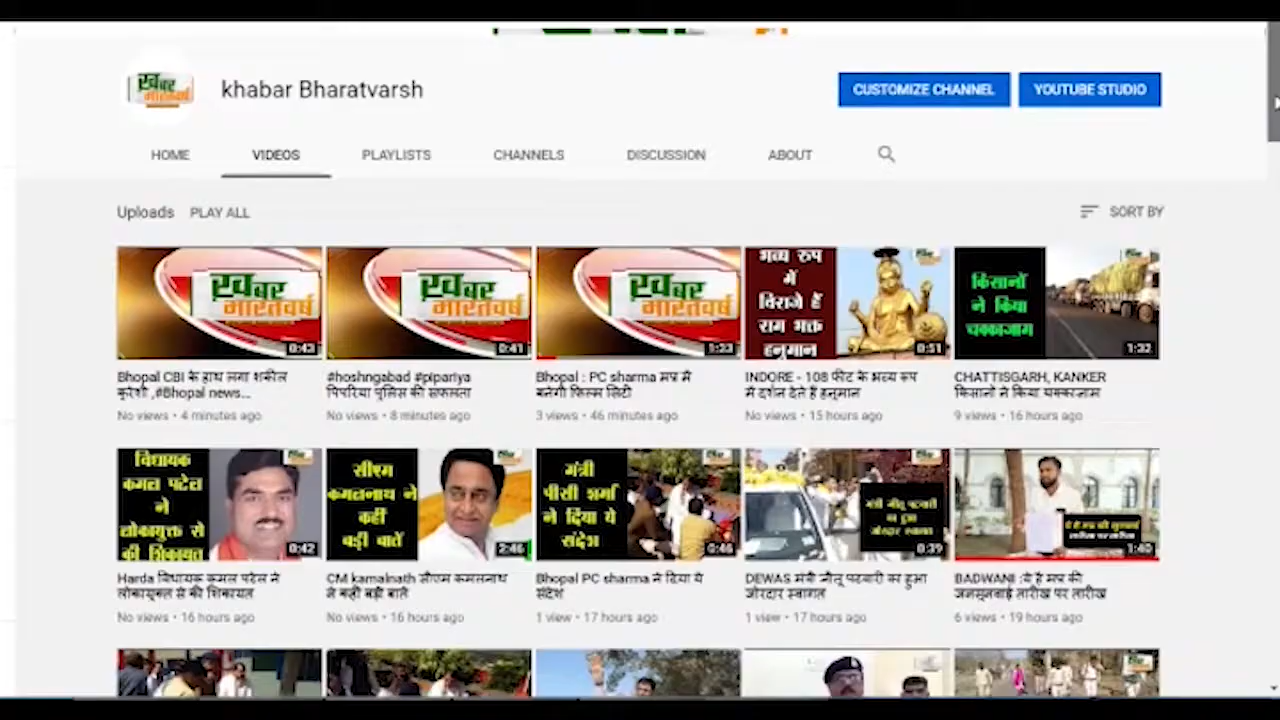 खबर
भारतवर्ष
khabar Bharatvarsh
CUSTOMIZE CHANNEL
YOUTUBE STUDIO
HOME
VIDEOS
PLAYLISTS
CHANNELS
DISCUSSION
ABOUT
Uploads
PLAY ALL
SORT BY
खबर
भारतवर्ष
0:43
खबर
भारतवर्ष
0:41
खबर
भारतवर्ष
1:23
भव्य रुप
में
विराजे हैं
राम भक्त
हनुमान
0:51
किसानों
ने किया
चक्काजाम
1:32
Bhopal CBI के हाथ लगा शकील
कुरेशी ,#Bhopal news...
No views • 4 minutes ago
#hoshngabad #pipariya
पिपरिया पुलिस की सफलता
No views • 8 minutes ago
Bhopal : PC sharma मप्र में
बनेगी फिल्म सिटी
3 views • 46 minutes ago
INDORE - 108 फीट के भव्य रूप
में दर्शन देते हैं हनुमान
No views • 15 hours ago
CHATTISGARH, KANKER
किसानों ने किया चक्काजाम
9 views • 16 hours ago
विधायक
कमल पटेल
ने
लोकायुक्त से
की शिकायत
0:42
सीएम
कमलनाथ ने
कहीं
बड़ी बातें
2:46
मंत्री
पीसी शर्मा
ने दिया ये
संदेश
0:46
मंत्री जीतू पटवारी
का हुआ
जोरदार स्वागत
0:39
1:40
Harda विधायक कमल पटेल ने
लोकायुक्त से की शिकायत
No views • 16 hours ago
CM kamalnath सीएम कमलनाथ
ने कही बड़ी बातें
No views • 16 hours ago
Bhopal PC sharma ने दिया ये
संदेश
1 view • 17 hours ago
DEWAS मंत्री जीतू पटवारी का हुआ
जोरदार स्वागत
1 view • 17 hours ago
BADWANI :ये है मप्र की
जनसुनवाई तारीख पर तारीख
6 views • 19 hours ago